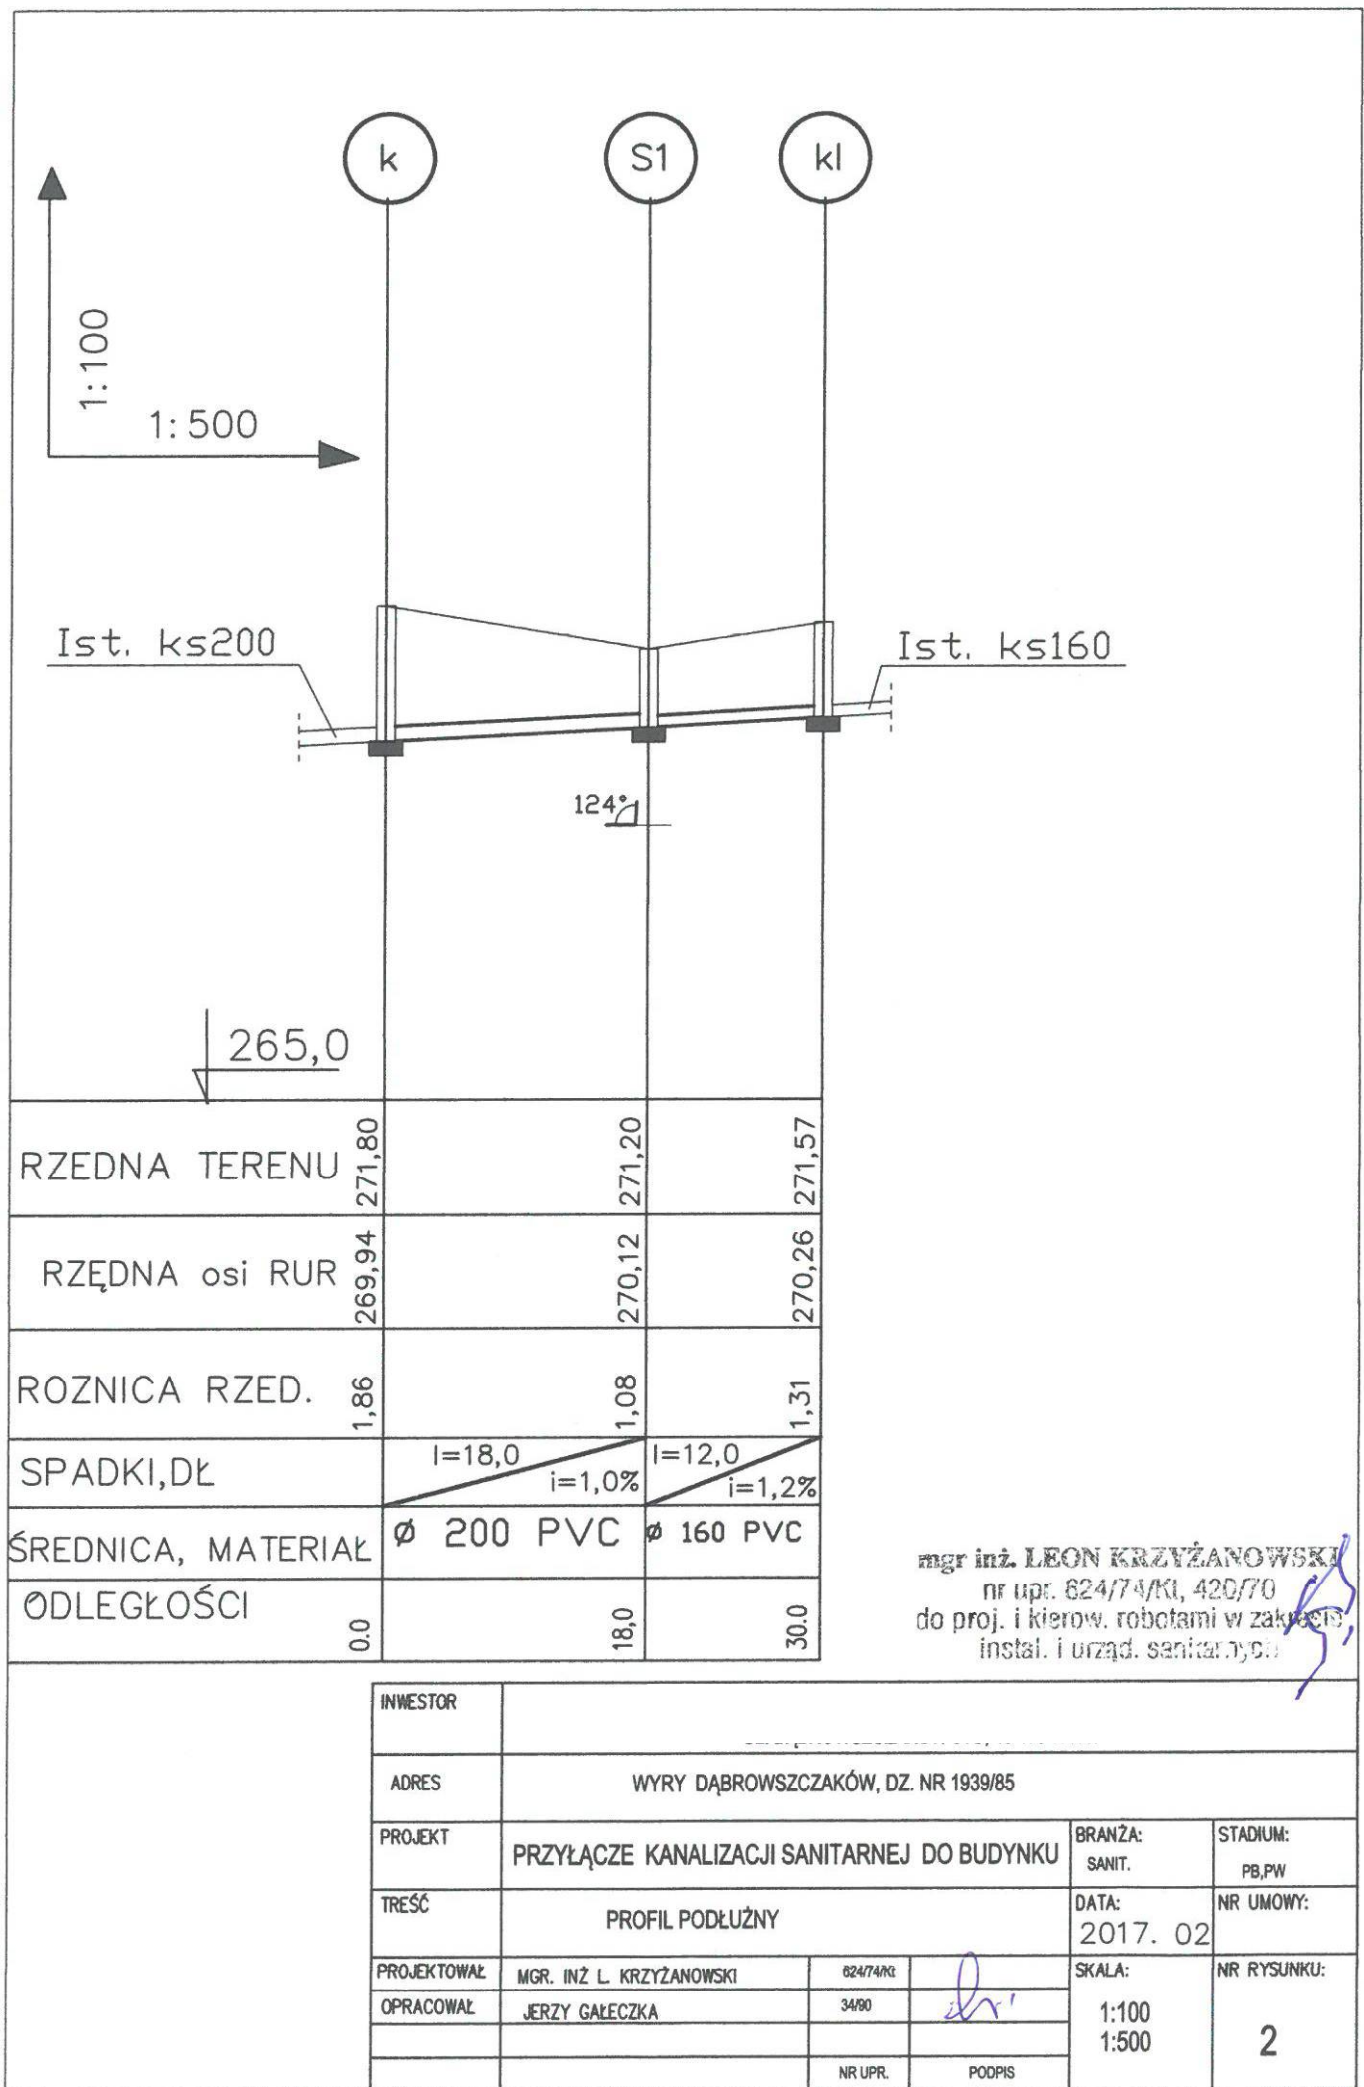 k
S1
kl
1:100
1:500
Ist. ks200
Ist. ks160
124°
265,0
RZEDNA TERENU 271,80 271,20 271,57
RZĘDNA osi RUR 269,94 270,12 270,26
ROZNICA RZED. 1,86 1,08 1,31
SPADKI,DŁ l=18,0 i=1,0% l=12,0 i=1,2%
ŚREDNICA, MATERIAŁ Ø 200 PVC Ø 160 PVC
ODLEGŁOŚCI 0.0 18,0 30.0
mgr inż. LEON KRZYŻANOWSKI
nr upr. 624/74/Kl, 420/70
do proj. i kierow. robotami w zakresie
instal. i urząd. sanitarnych
INWESTOR
ADRES WYRY DĄBROWSZCZAKÓW, DZ. NR 1939/85
PROJEKT PRZYŁĄCZE KANALIZACJI SANITARNEJ DO BUDYNKU
BRANŻA: SANIT.
STADIUM: PB,PW
TREŚĆ PROFIL PODŁUŻNY
DATA: 2017. 02
NR UMOWY:
PROJEKTOWAŁ MGR. INŻ L. KRZYŻANOWSKI 624/74/Kt
OPRACOWAŁ JERZY GAŁECZKA 34/90
SKALA:
1:100
1:500
NR RYSUNKU:
2
NR UPR. PODPIS